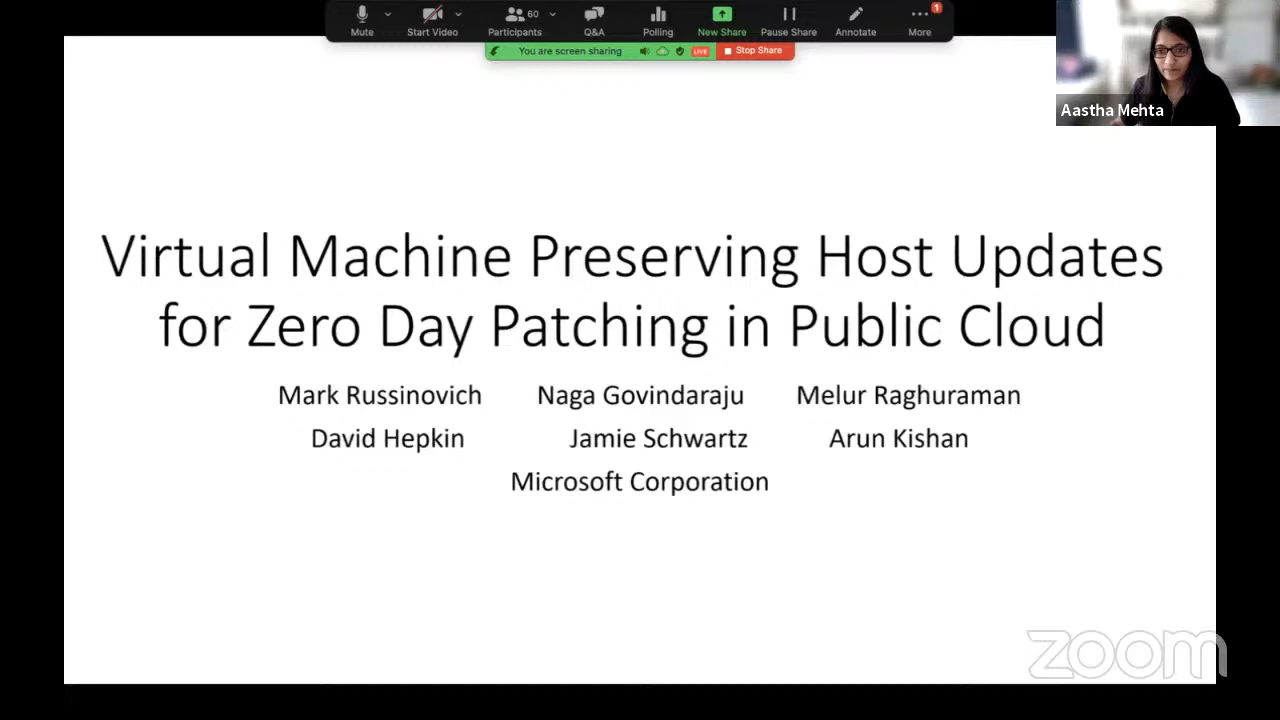 Mute
Start Video
60
Participants
Q&A
Polling
New Share
Pause Share
Annotate
1
More
You are screen sharing
LIVE
Stop Share
Aastha Mehta
Virtual Machine Preserving Host Updates
for Zero Day Patching in Public Cloud
Mark Russinovich Naga Govindaraju Melur Raghuraman
David Hepkin Jamie Schwartz Arun Kishan
Microsoft Corporation
zoom